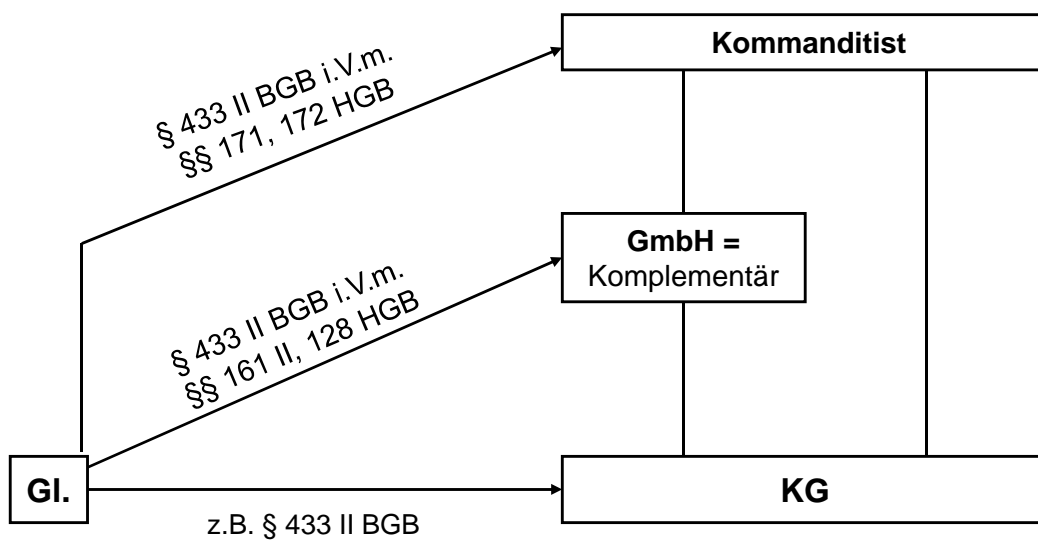 Kommanditist
§ 433 II BGB i.V.m.
§§ 171, 172 HGB
GmbH =
Komplementär
§ 433 II BGB i.V.m.
§§ 161 II, 128 HGB
Gl.
KG
z.B. § 433 II BGB